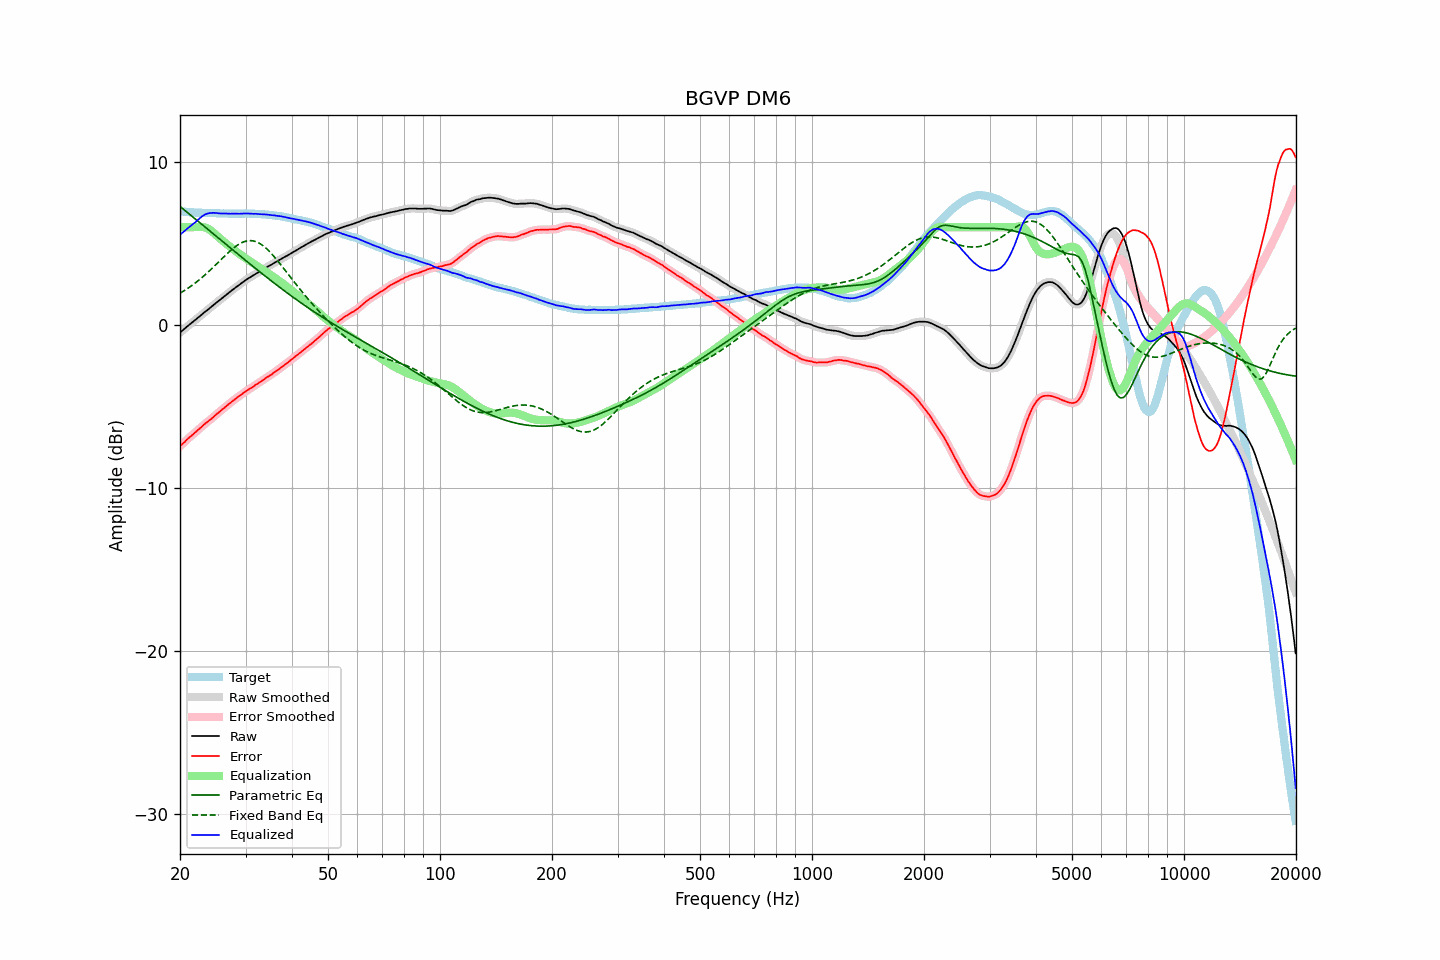 BGVP DM6
Amplitude (dBr)
10
0
−10
−20
−30
Target
Raw Smoothed
Error Smoothed
Raw
Error
Equalization
Parametric Eq
Fixed Band Eq
Equalized
20 50 100 200 500 1000 2000 5000 10000 20000
Frequency (Hz)